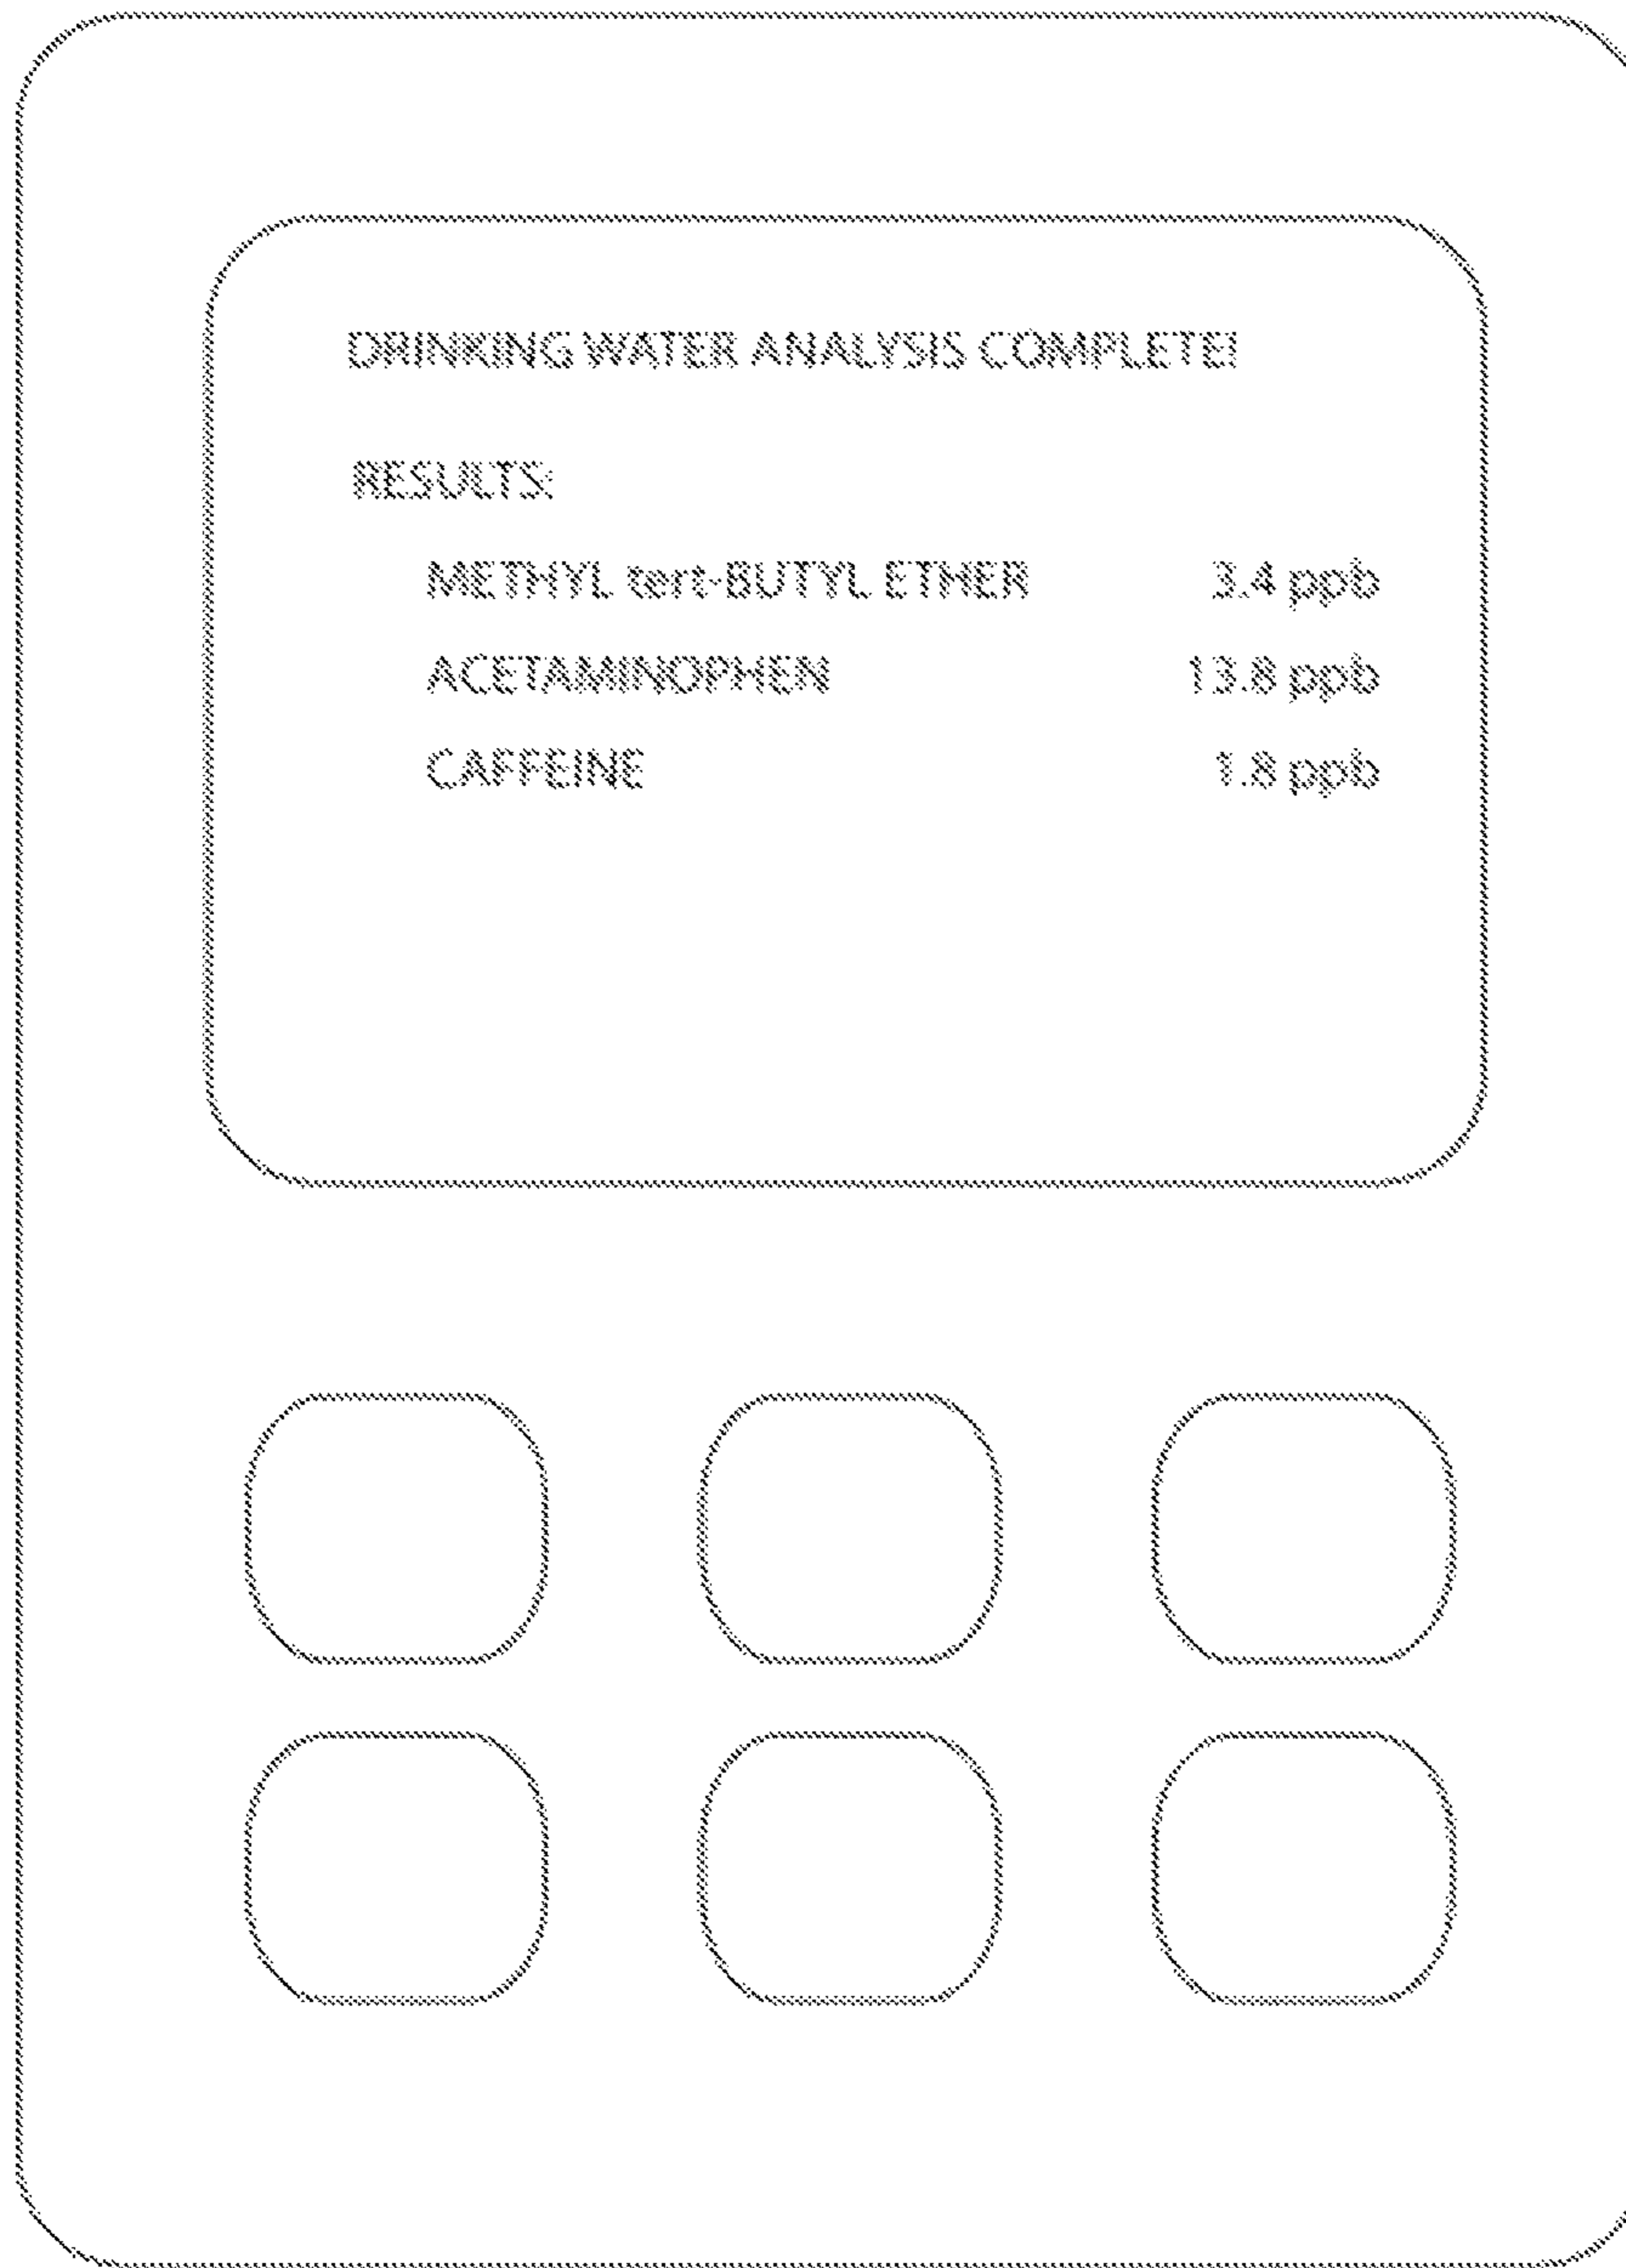 DRINKING WATER ANALYSIS COMPLETE!
RESULTS:
METHYL tert-BUTYL ETHER 3.4 ppb
ACETAMINOPHEN 13.8 ppb
CAFFEINE 1.8 ppb